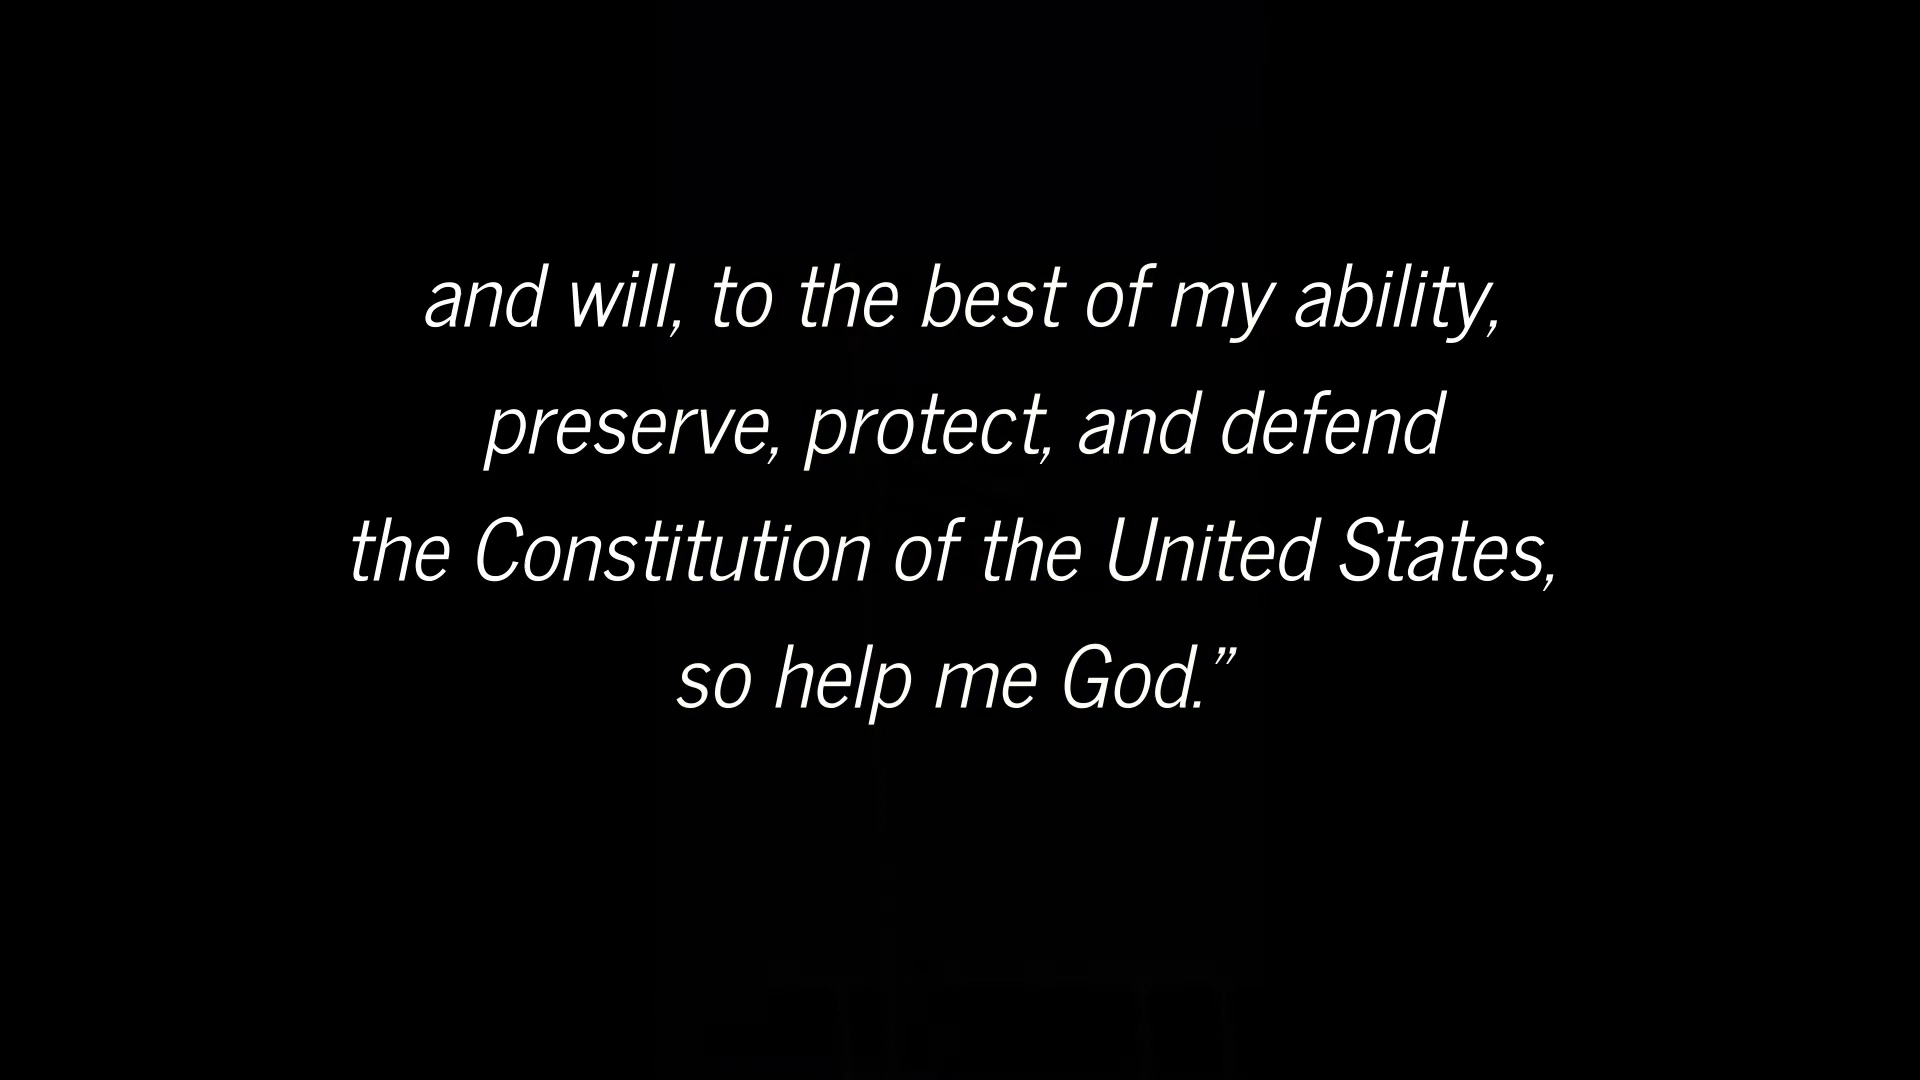 and will, to the best of my ability,
preserve, protect, and defend
the Constitution of the United States,
so help me God.”